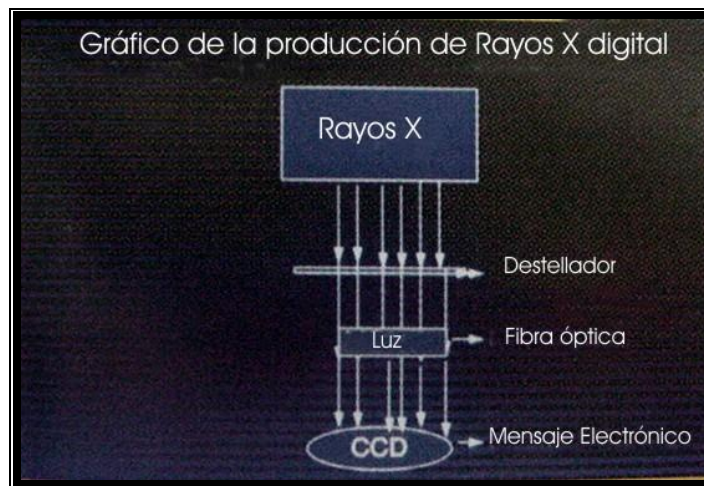 Gráfico de la producción de Rayos X digital
Rayos X
Destellador
Luz
Fibra óptica
CCD
Mensaje Electrónico